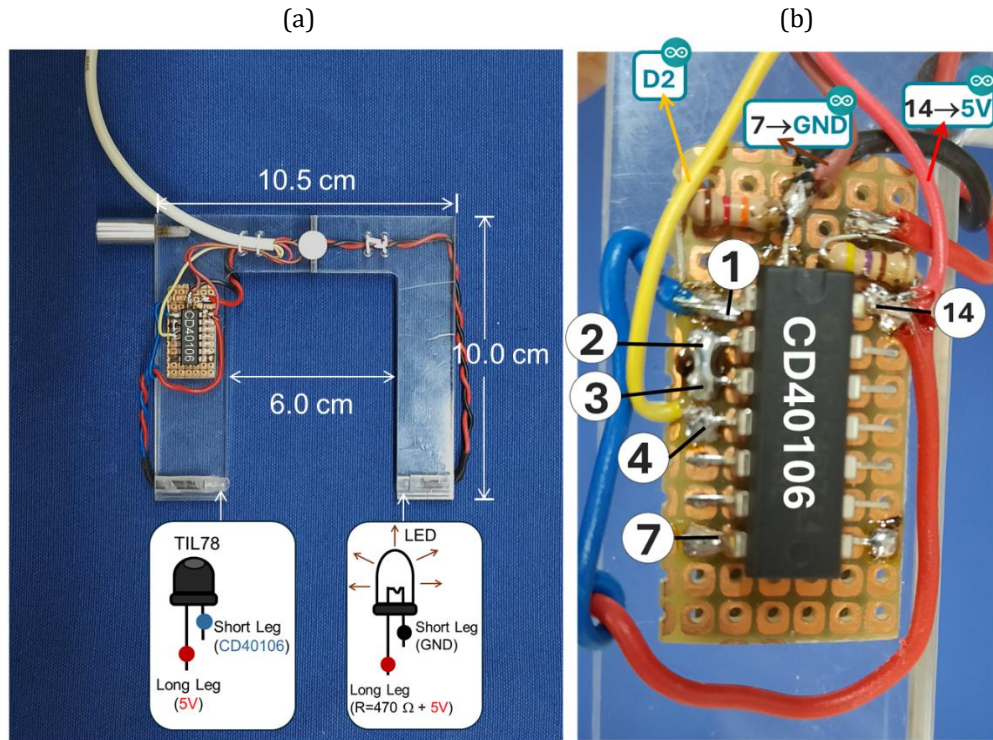 (a)
10.5 cm
10.0 cm
CD40106
6.0 cm
TIL78
Short Leg
(CD40106)
Long Leg
(5V)
LED
Short Leg
(GND)
Long Leg
(R=470 Ω + 5V)
(b)
D2
7→GND
14→5V
1
14
2
3
4
7
CD40106